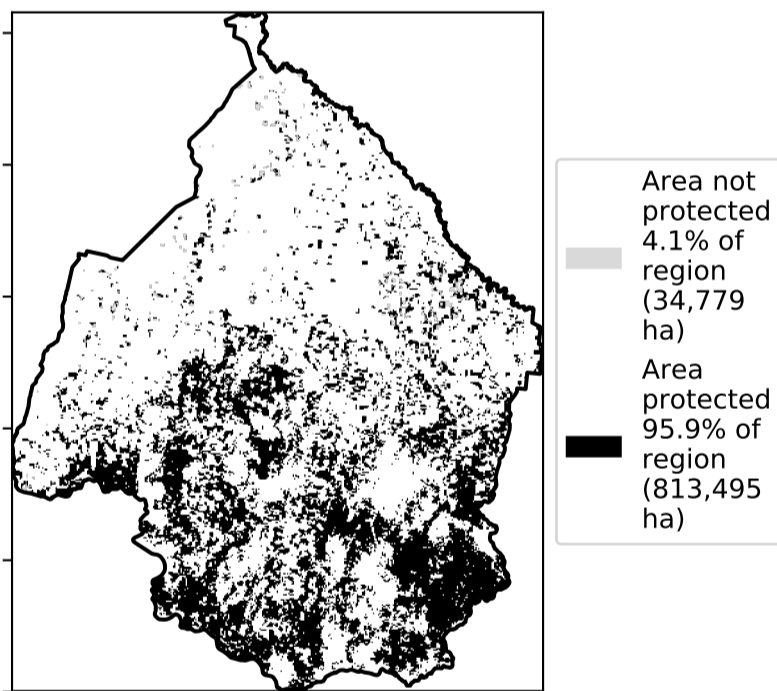 Area not
protected
4.1% of
region
(34,779
ha)
Area
protected
95.9% of
region
(813,495
ha)